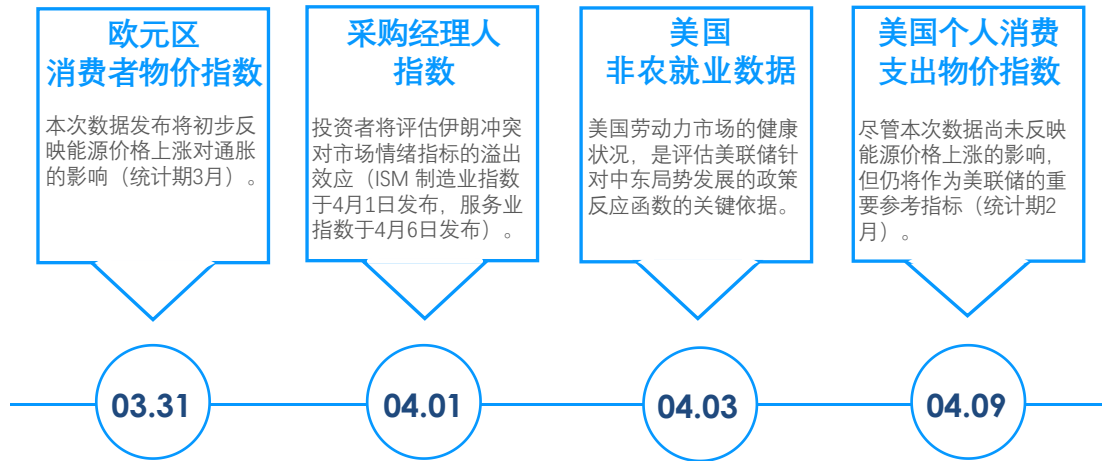 欧元区
消费者物价指数
本次数据发布将初步反
映能源价格上涨对通胀
的影响（统计期3月）。
03.31
采购经理人
指数
投资者将评估伊朗冲突
对市场情绪指标的溢出
效应（ISM 制造业指数
于4月1日发布，服务业
指数于4月6日发布）。
04.01
美国
非农就业数据
美国劳动力市场的健康
状况，是评估美联储针
对中东局势发展的政策
反应函数的关键依据。
04.03
美国个人消费
支出物价指数
尽管本次数据尚未反映
能源价格上涨的影响，
但仍将作为美联储的重
要参考指标（统计期2
月）。
04.09